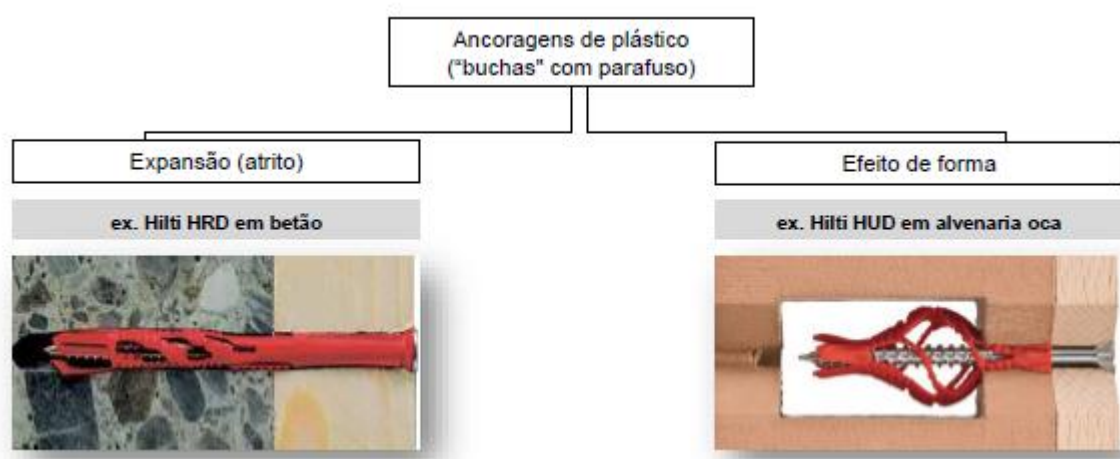 Ancoragens de plástico
("buchas" com parafuso)
Expansão (atrito)
Efeito de forma
ex. Hilti HRD em betão
ex. Hilti HUD em alvenaria oca